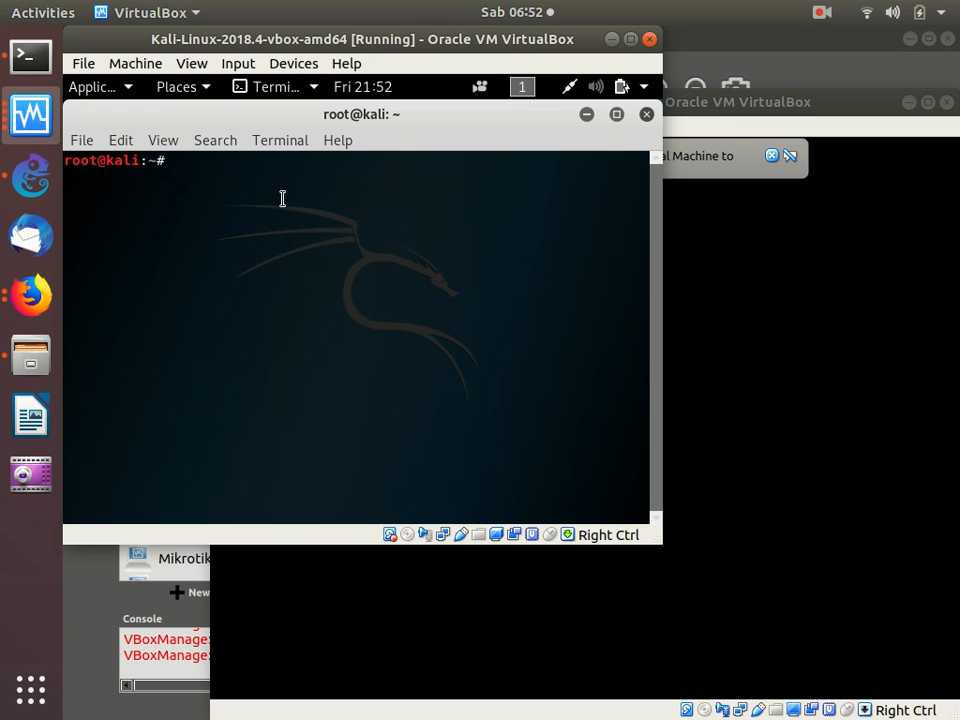 Activities VirtualBox Sab 06:52
Kali-Linux-2018.4-vbox-amd64 [Running] - Oracle VM VirtualBox
File Machine View Input Devices Help
Applic... Places Termi... Fri 21:52 1
Oracle VM VirtualBox
root@kali: ~
File Edit View Search Terminal Help
al Machine to
root@kali:~#
Right Ctrl
Mikrotik
New
Console
VBoxManage:
VBoxManage:
Right Ctrl